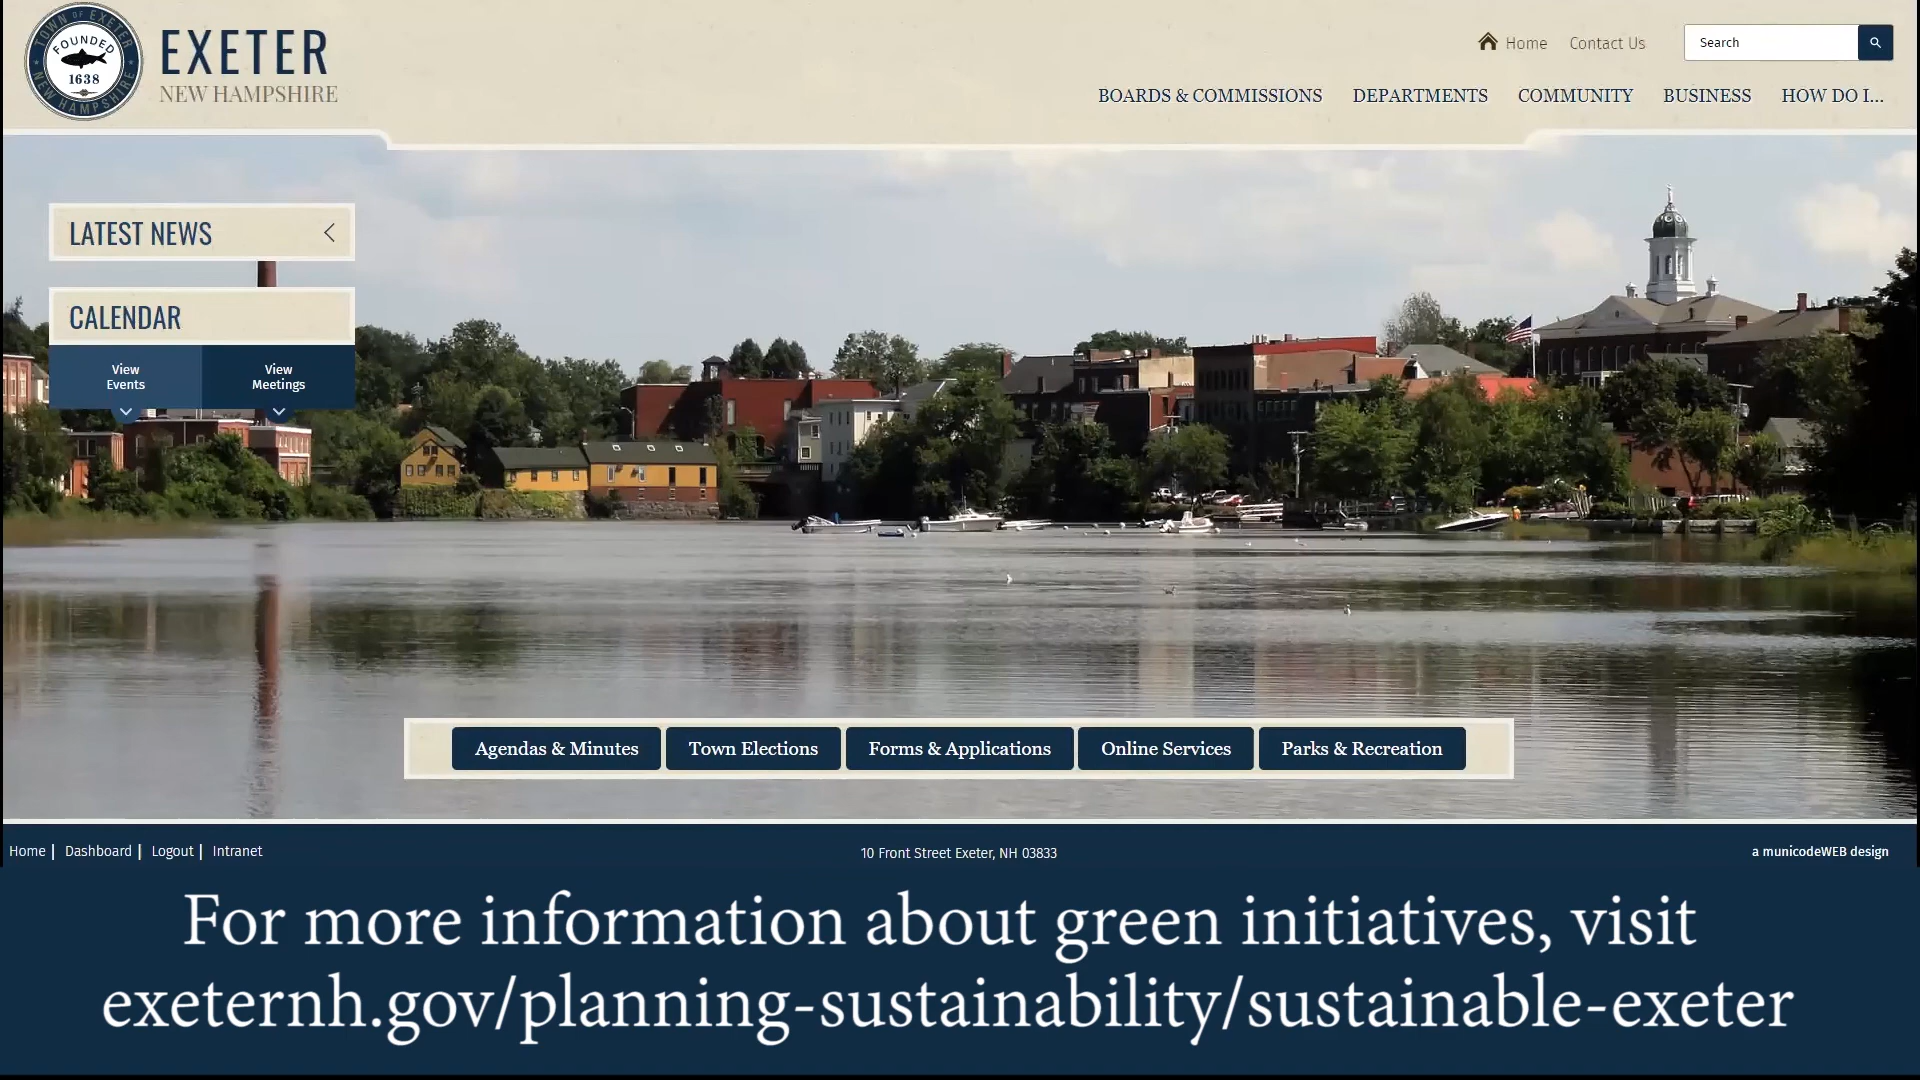 TOWN OF EXETER
FOUNDED
1638
NEW HAMPSHIRE
EXETER
NEW HAMPSHIRE
Home
Contact Us
Search
BOARDS & COMMISSIONS
DEPARTMENTS
COMMUNITY
BUSINESS
HOW DO I...
LATEST NEWS
CALENDAR
View
Events
View
Meetings
Agendas & Minutes
Town Elections
Forms & Applications
Online Services
Parks & Recreation
Home | Dashboard | Logout | Intranet
10 Front Street Exeter, NH 03833
a municodeWEB design
For more information about green initiatives, visit
exeternh.gov/planning-sustainability/sustainable-exeter